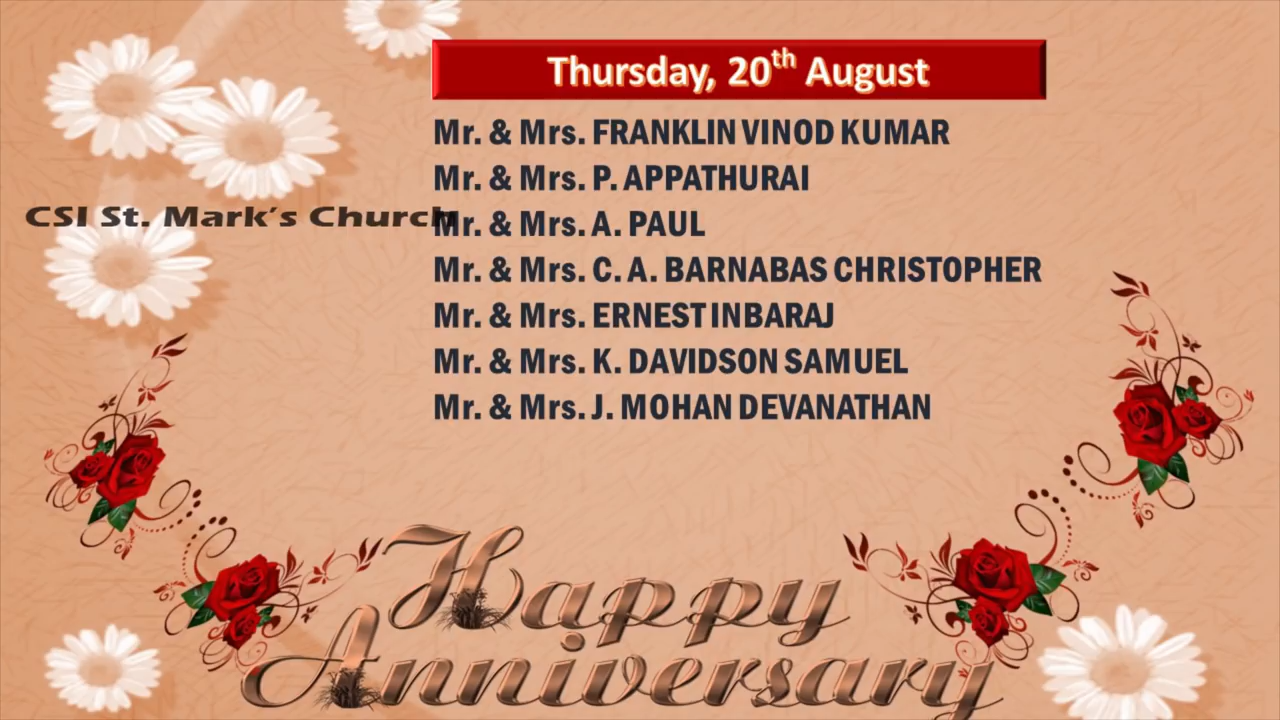 Thursday, 20th August
Mr. & Mrs. FRANKLIN VINOD KUMAR
Mr. & Mrs. P. APPATHURAI
CSI St. Mark's Church
Mr. & Mrs. A. PAUL
Mr. & Mrs. C. A. BARNABAS CHRISTOPHER
Mr. & Mrs. ERNEST INBARAJ
Mr. & Mrs. K. DAVIDSON SAMUEL
Mr. & Mrs. J. MOHAN DEVANATHAN
Happy
Anniversary